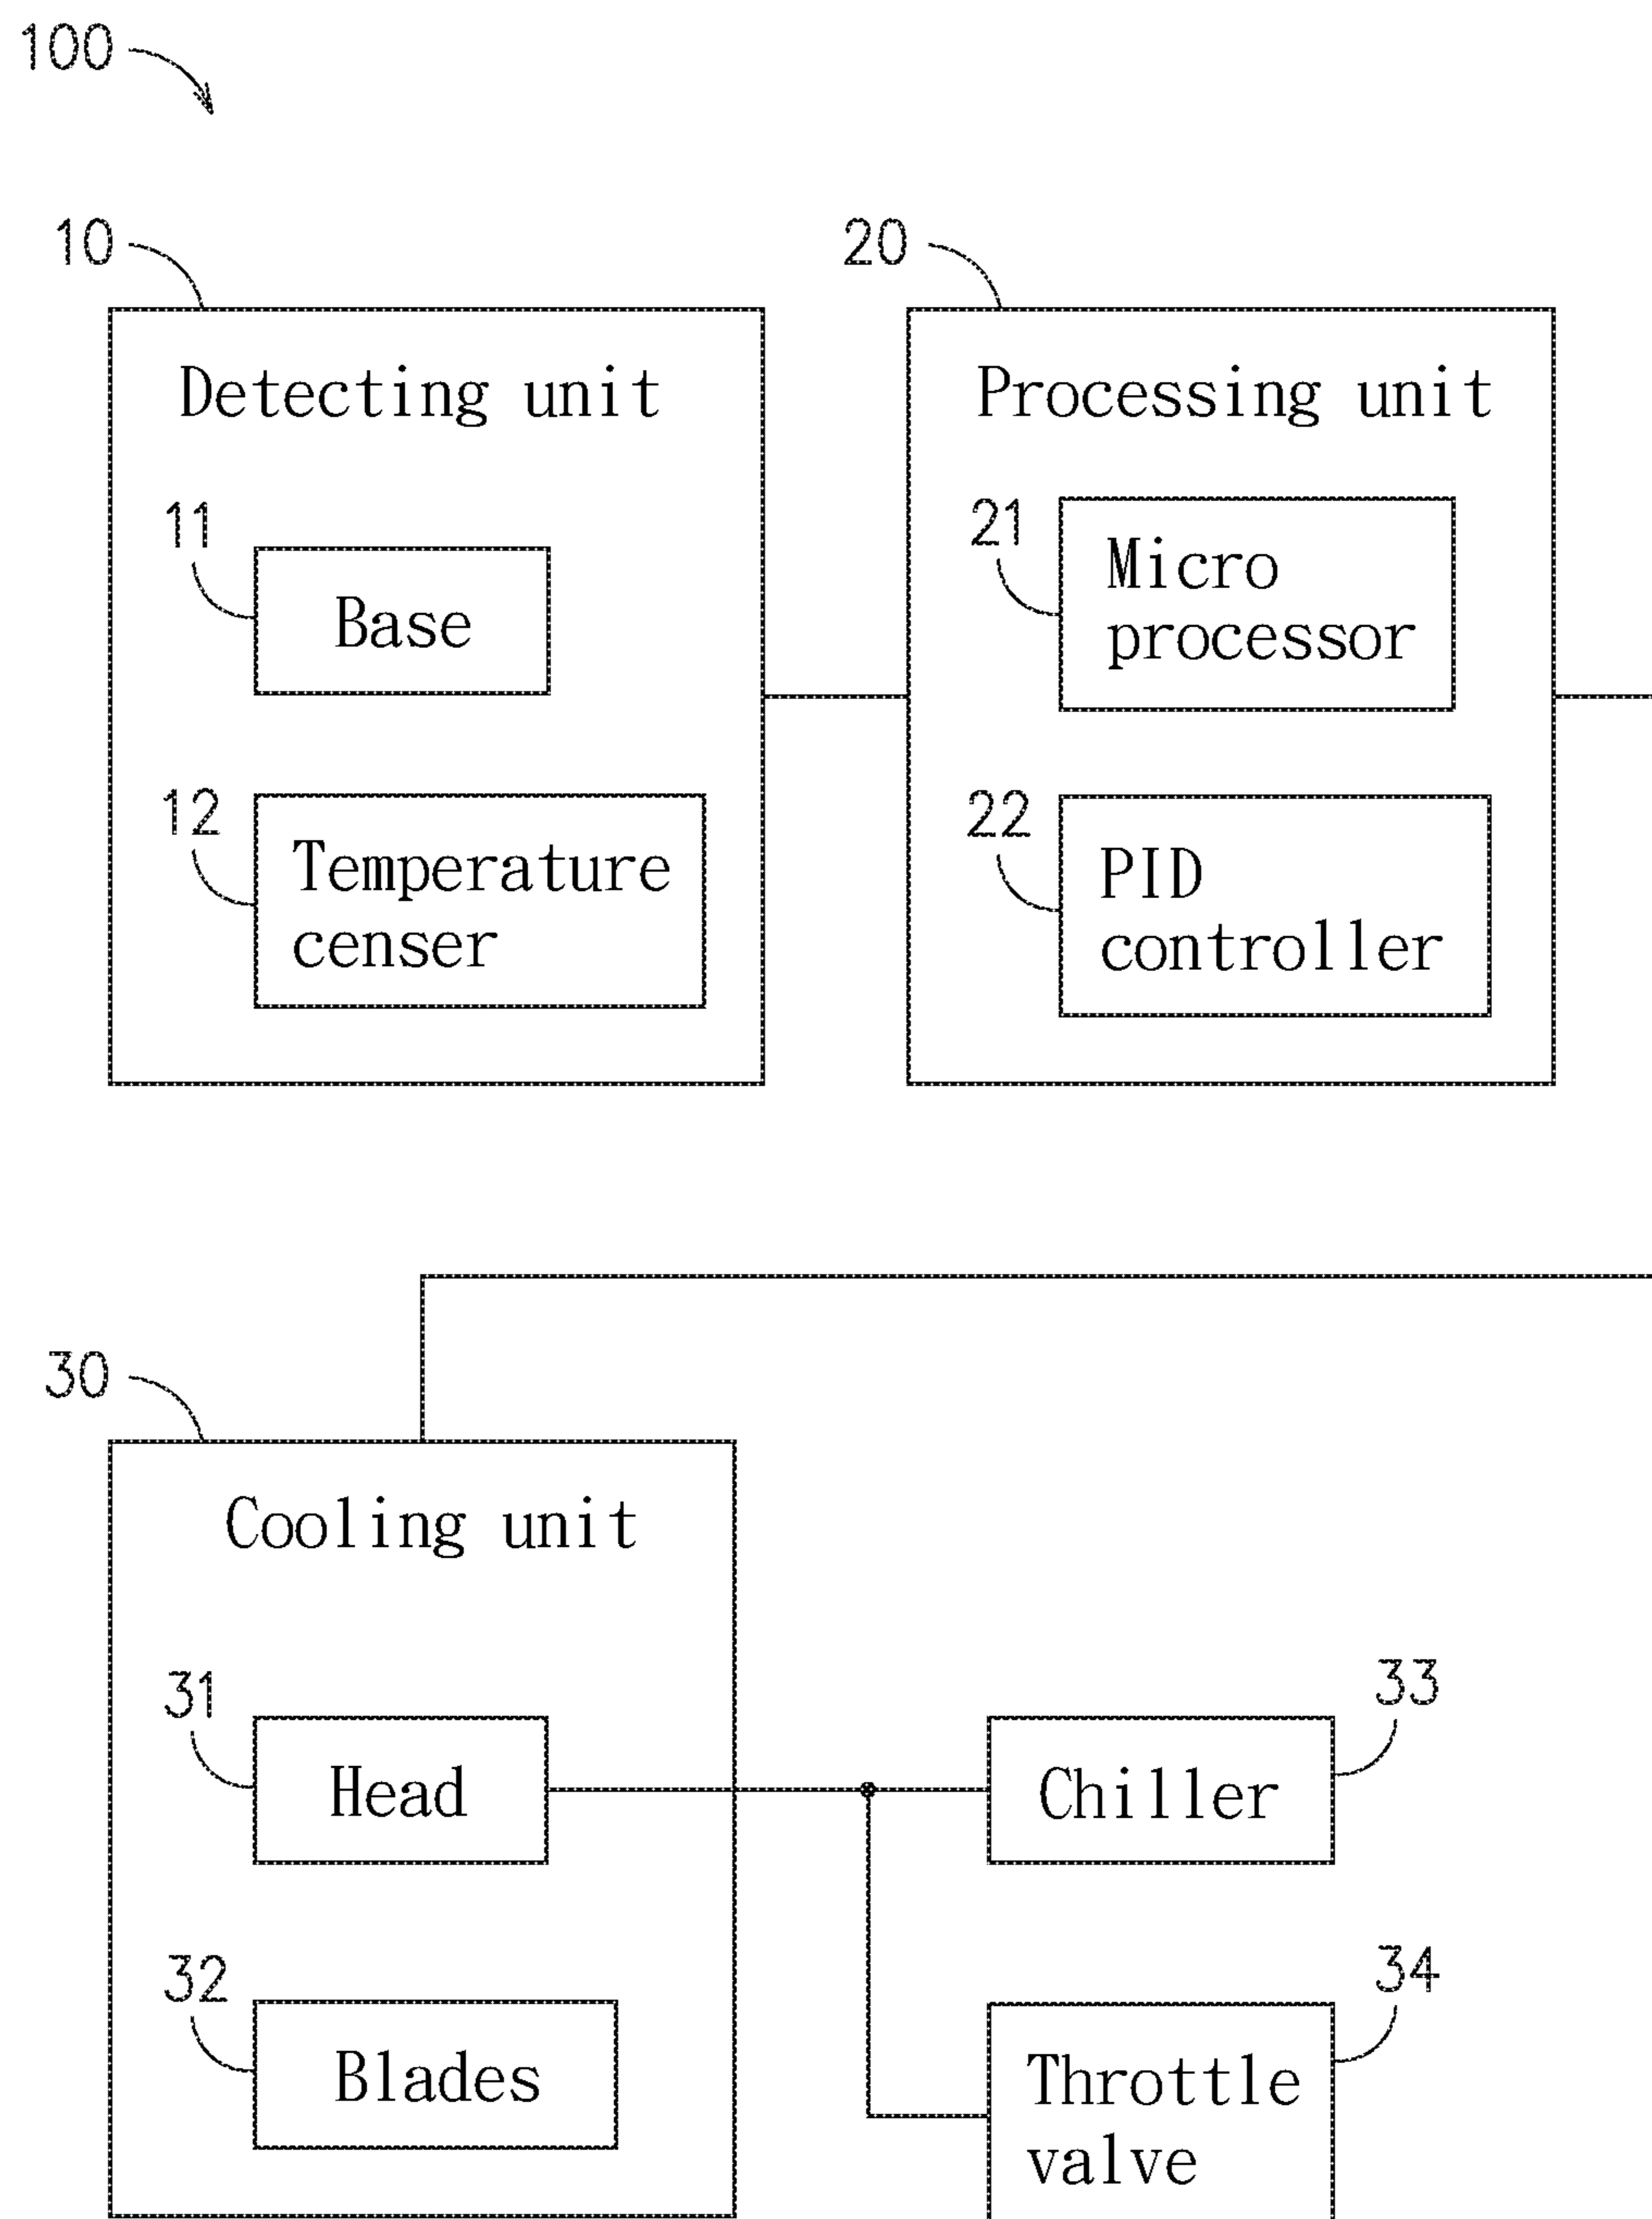 100
10
20
Detecting unit
Processing unit
11
Base
21
Micro
processor
12
Temperature
censer
22
PID
controller
30
Cooling unit
31
Head
33
Chiller
32
Blades
34
Throttle
valve